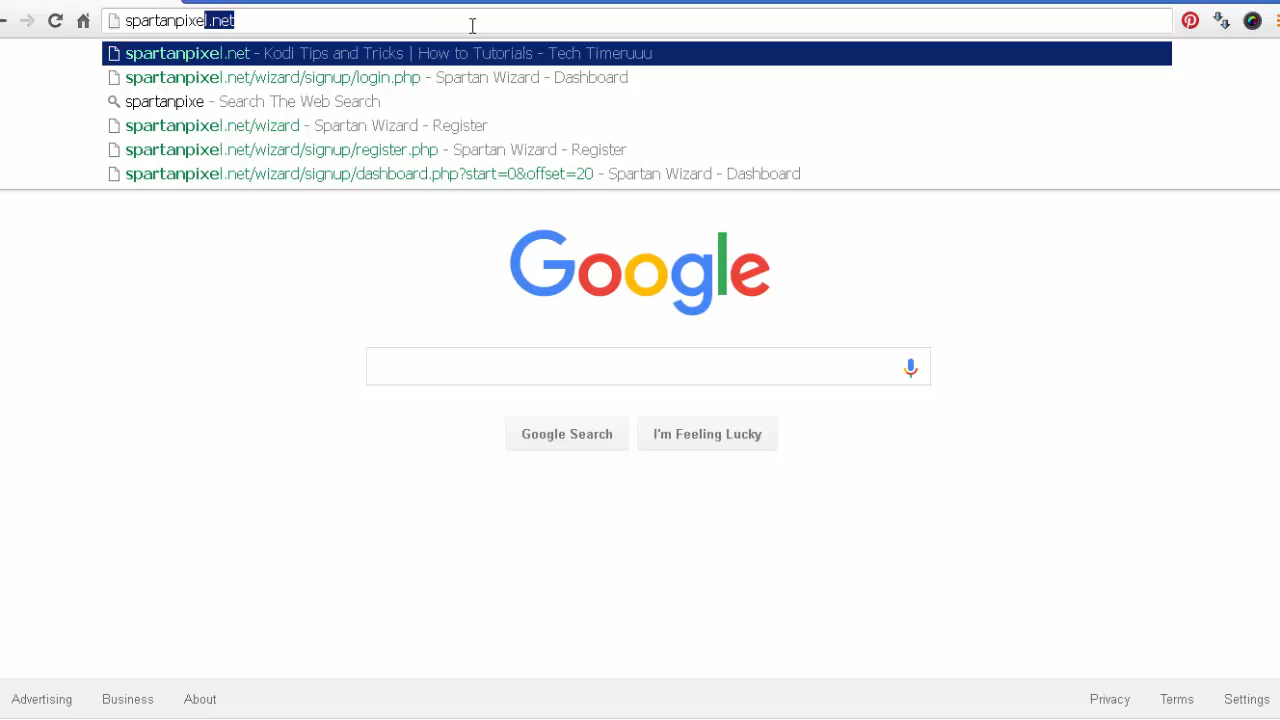 spartanpixel.net
spartanpixel.net - Kodi Tips and Tricks | How to Tutorials - Tech Timeruuu
spartanpixel.net/wizard/signup/login.php - Spartan Wizard - Dashboard
spartanpixe - Search The Web Search
spartanpixel.net/wizard - Spartan Wizard - Register
spartanpixel.net/wizard/signup/register.php - Spartan Wizard - Register
spartanpixel.net/wizard/signup/dashboard.php?start=0&offset=20 - Spartan Wizard - Dashboard
Google
Google Search I'm Feeling Lucky
Advertising Business About Privacy Terms Settings